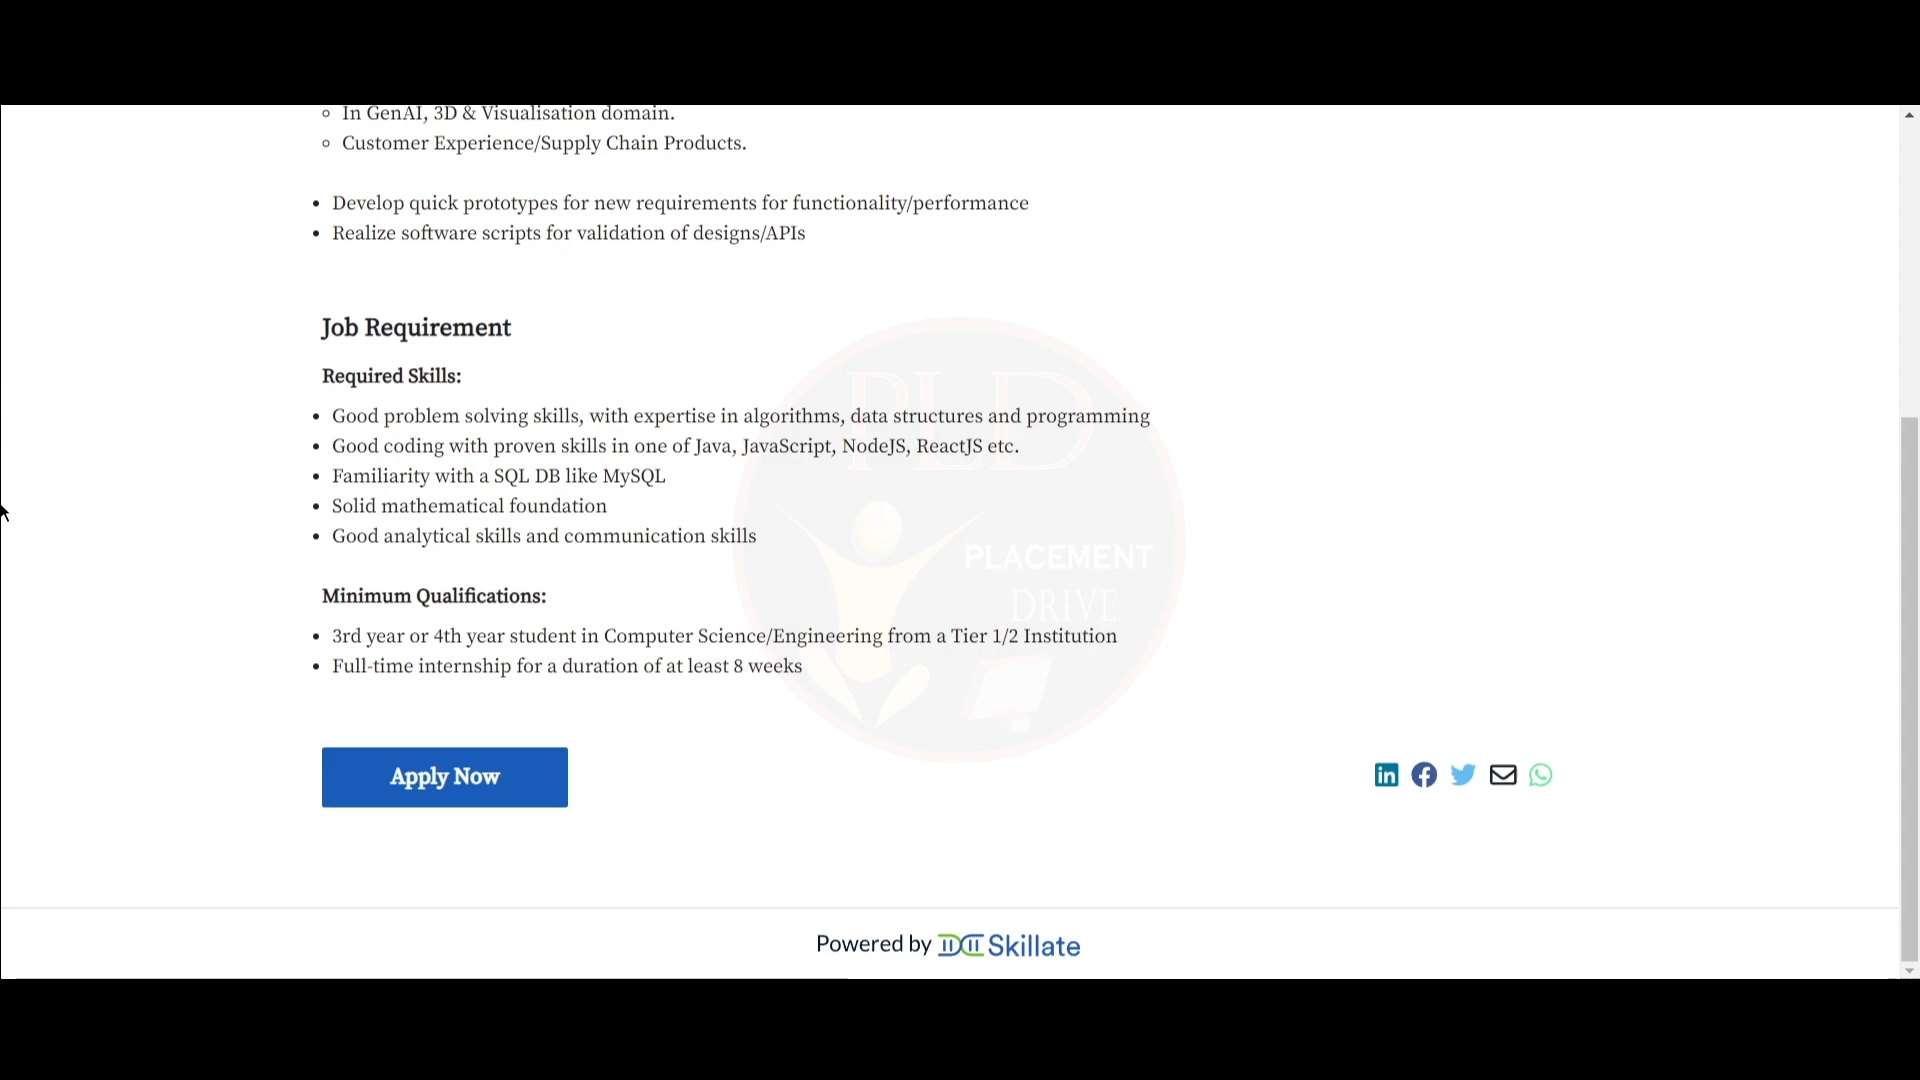 In GenAI, 3D & Visualisation domain.
Customer Experience/Supply Chain Products.
Develop quick prototypes for new requirements for functionality/performance
Realize software scripts for validation of designs/APIs
Job Requirement
Required Skills:
Good problem solving skills, with expertise in algorithms, data structures and programming
Good coding with proven skills in one of Java, JavaScript, NodeJS, ReactJS etc.
Familiarity with a SQL DB like MySQL
Solid mathematical foundation
Good analytical skills and communication skills
Minimum Qualifications:
3rd year or 4th year student in Computer Science/Engineering from a Tier 1/2 Institution
Full-time internship for a duration of at least 8 weeks
PLD
PLACEMENT
DRIVE
Apply Now
Powered by Skillate